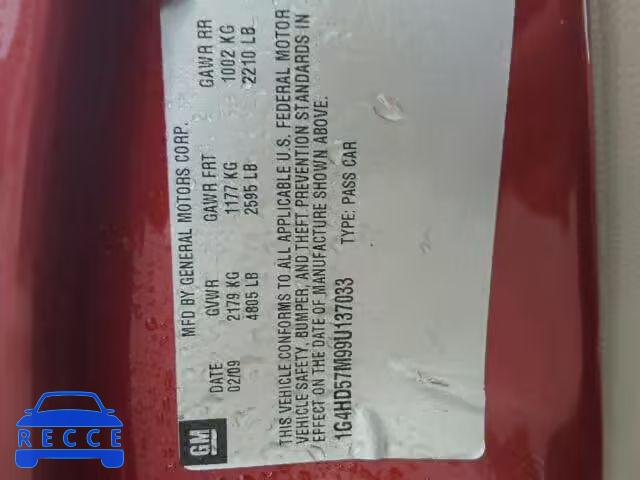 MFD BY GENERAL MOTORS CORP.
DATE GVWR GAWR FRT GAWR RR
02/09 2179 KG 1177 KG 1002 KG
4805 LB 2595 LB 2210 LB
THIS VEHICLE CONFORMS TO ALL APPLICABLE U.S. FEDERAL MOTOR
VEHICLE SAFETY, BUMPER, AND THEFT PREVENTION STANDARDS IN
EFFECT ON THE DATE OF MANUFACTURE SHOWN ABOVE.
1G4HD57M99U137033 TYPE: PASS CAR
GM
RECCE